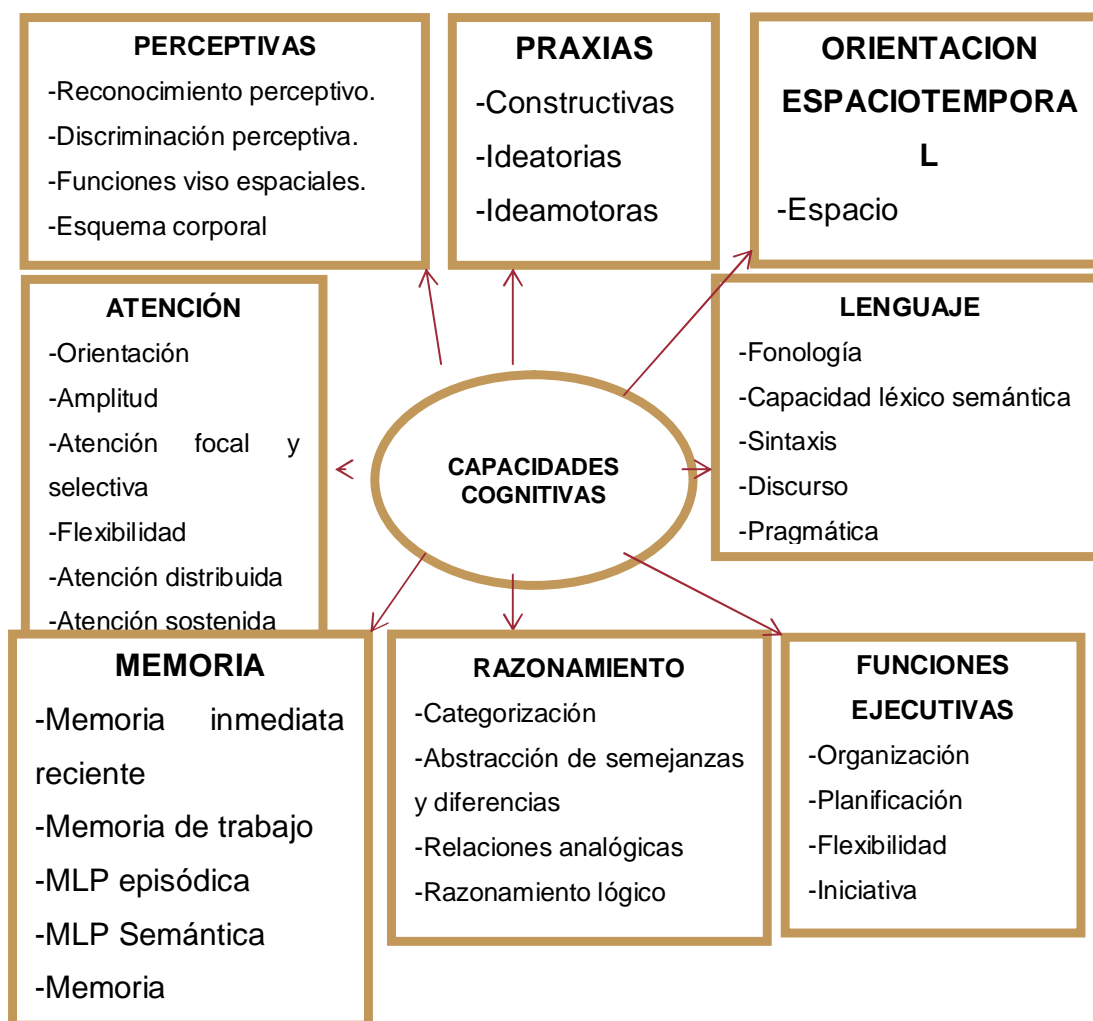 PERCEPTIVAS
-Reconocimiento perceptivo.
-Discriminación perceptiva.
-Funciones viso espaciales.
-Esquema corporal
PRAXIAS
-Constructivas
-Ideatorias
-Ideamotoras
ORIENTACION
ESPACIOTEMPORA
L
-Espacio
ATENCIÓN
-Orientación
-Amplitud
-Atención focal y
selectiva
-Flexibilidad
-Atención distribuida
-Atención sostenida
CAPACIDADES
COGNITIVAS
LENGUAJE
-Fonología
-Capacidad léxico semántica
-Sintaxis
-Discurso
-Pragmática
MEMORIA
-Memoria inmediata
reciente
-Memoria de trabajo
-MLP episódica
-MLP Semántica
-Memoria
RAZONAMIENTO
-Categorización
-Abstracción de semejanzas
y diferencias
-Relaciones analógicas
-Razonamiento lógico
FUNCIONES
EJECUTIVAS
-Organización
-Planificación
-Flexibilidad
-Iniciativa